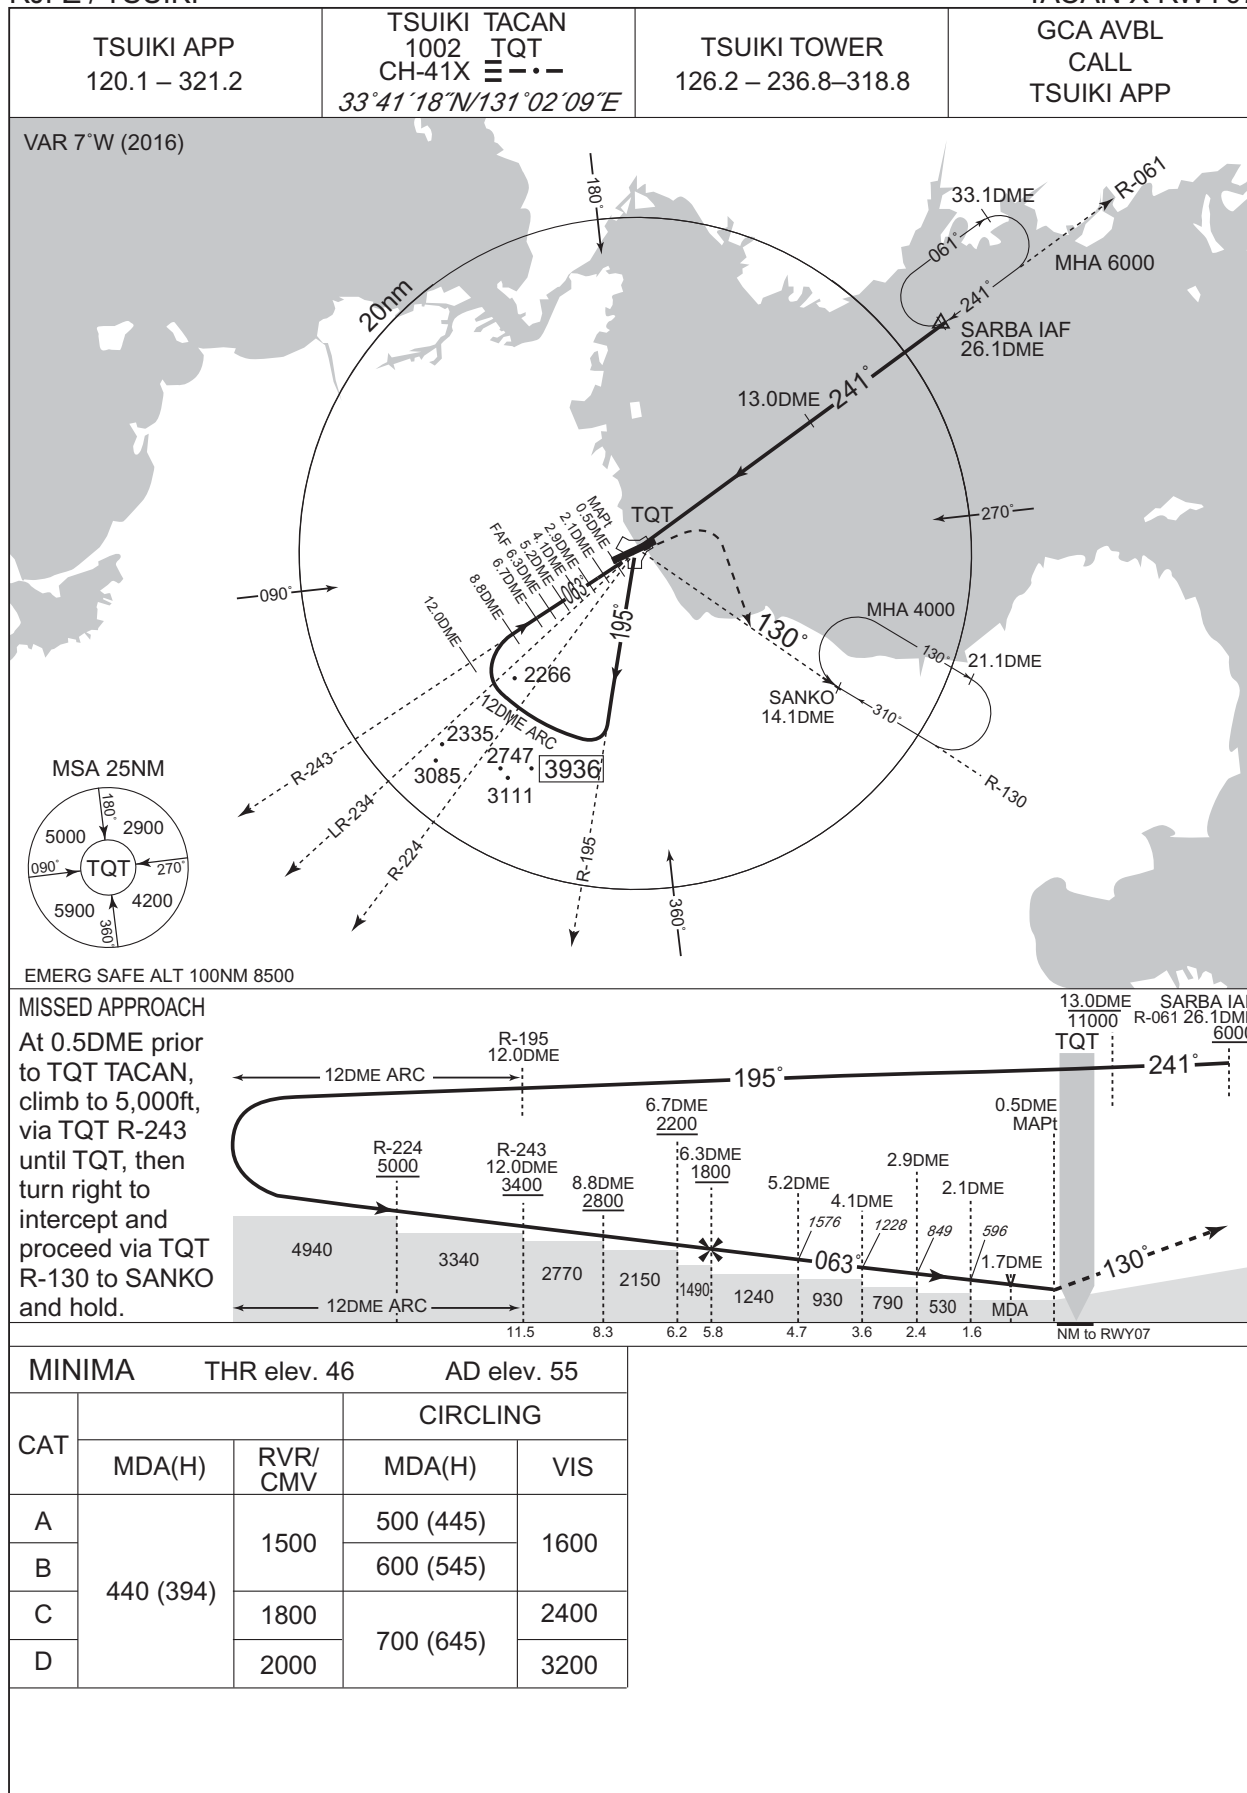 TSUIKI APP
120.1 – 321.2
TSUIKI TACAN
1002 TQT
CH-41X
33°41´18˝N/131°02´09˝E
TSUIKI TOWER
126.2 – 236.8–318.8
GCA AVBL
CALL
TSUIKI APP
VAR 7°W (2016)
180°
33.1DME
R-061
061°
MHA 6000
241°
SARBA IAF
26.1DME
20nm
13.0DME
241°
TQT
270°
090°
MAPt
0.5DME
2.1DME
2.9DME
4.1DME
5.2DME
FAF 6.3DME
6.7DME
8.8DME
12.0DME
063°
195°
130°
MHA 4000
130°
21.1DME
SANKO
14.1DME
310°
R-130
2266
12DME ARC
2335
3085
2747
3111
3936
R-243
LR-234
R-224
R-195
360°
MSA 25NM
180°
5000
2900
090°
TQT
270°
5900
4200
360°
EMERG SAFE ALT 100NM 8500
MISSED APPROACH
At 0.5DME prior
to TQT TACAN,
climb to 5,000ft,
via TQT R-243
until TQT, then
turn right to
intercept and
proceed via TQT
R-130 to SANKO
and hold.
13.0DME
11000
SARBA IAF
R-061 26.1DME
6000
TQT
R-195
12.0DME
12DME ARC
195°
241°
6.7DME
2200
0.5DME
MAPt
R-224
5000
R-243
12.0DME
3400
8.8DME
2800
6.3DME
1800
5.2DME
4.1DME
2.9DME
2.1DME
1576
1228
849
596
1.7DME
063°
130°
4940
3340
2770
2150
1490
1240
930
790
530
MDA
12DME ARC
11.5
8.3
6.2
5.8
4.7
3.6
2.4
1.6
NM to RWY07
MINIMA THR elev. 46 AD elev. 55
CAT
CIRCLING
MDA(H)
RVR/
CMV
MDA(H)
VIS
A
B
C
D
440 (394)
1500
1800
2000
500 (445)
600 (545)
700 (645)
1600
2400
3200